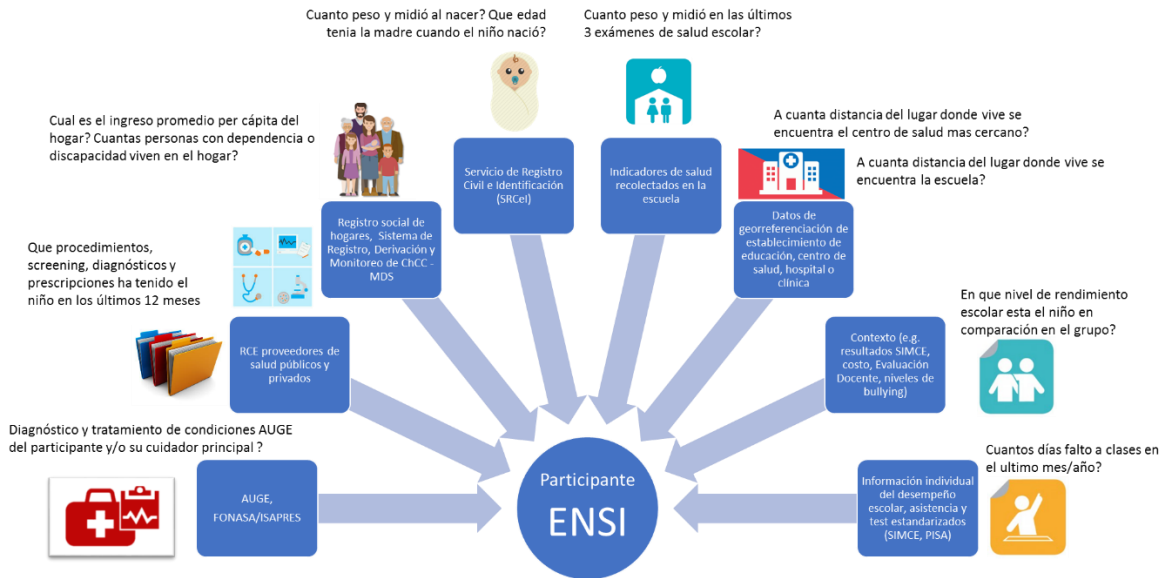 Cuanto peso y midió al nacer? Que edad
tenia la madre cuando el niño nació?
Cuanto peso y midió en las últimos
3 exámenes de salud escolar?
Cual es el ingreso promedio per cápita del
hogar? Cuantas personas con dependencia o
discapacidad viven en el hogar?
A cuanta distancia del lugar donde vive se
encuentra el centro de salud mas cercano?
A cuanta distancia del lugar donde vive se
encuentra la escuela?
Servicio de Registro
Civil e Identificación
(SRCeI)
Indicadores de salud
recolectados en la
escuela
Registro social de
hogares, Sistema de
Registro, Derivación y
Monitoreo de ChCC -
MDS
Datos de
georreferenciación de
establecimiento de
educación, centro de
salud, hospital o
clínica
Que procedimientos,
screening, diagnósticos y
prescripciones ha tenido el
niño en los últimos 12 meses
En que nivel de rendimiento
escolar esta el niño en
comparación en el grupo?
RCE proveedores de
salud públicos y
privados
Contexto (e.g.
resultados SIMCE,
costo, Evaluación
Docente, niveles de
bullying)
Diagnóstico y tratamiento de condiciones AUGE
del participante y/o su cuidador principal ?
Cuantos días falto a clases en
el ultimo mes/año?
AUGE,
FONASA/ISAPRES
Participante
ENSI
Información individual
del desempeño
escolar, asistencia y
test estandarizados
(SIMCE, PISA)